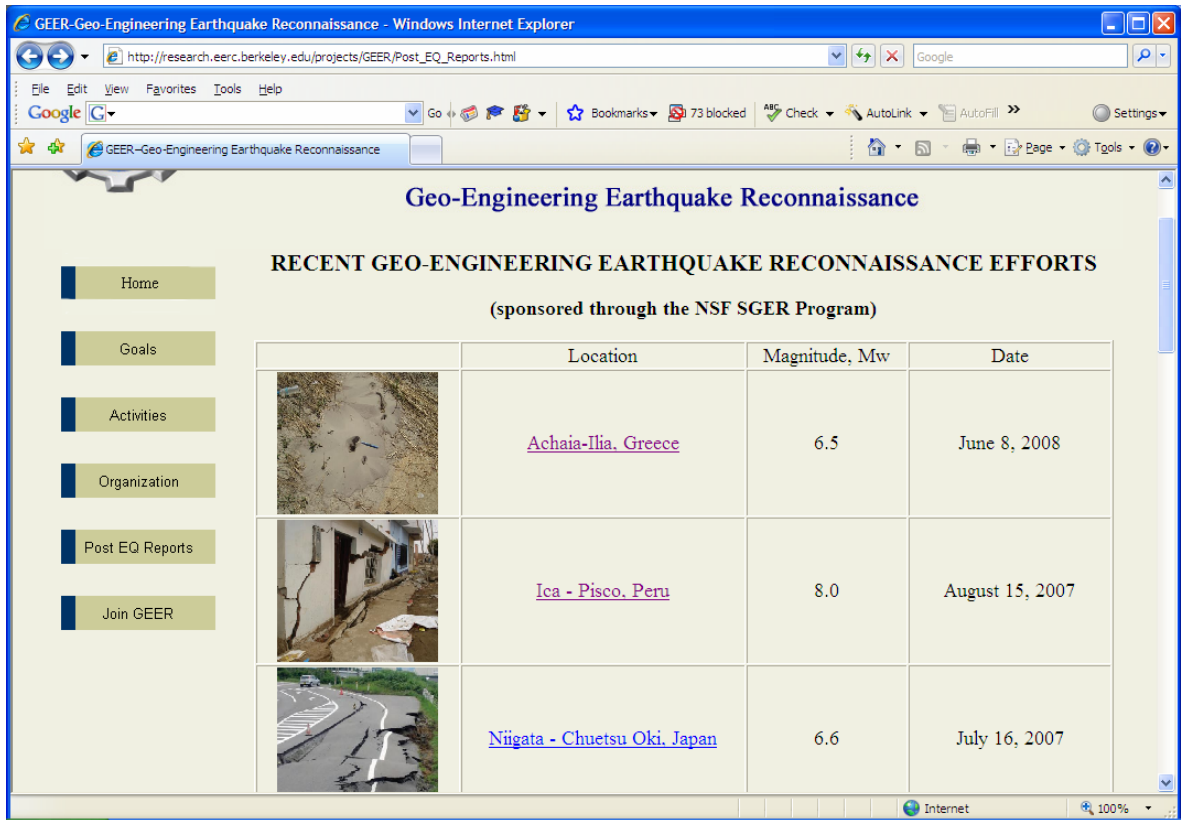 GEER-Geo-Engineering Earthquake Reconnaissance - Windows Internet Explorer
http://research.eerc.berkeley.edu/projects/GEER/Post_EQ_Reports.html
Google
File Edit View Favorites Tools Help
Google G Go Bookmarks 73 blocked ABC Check AutoLink AutoFill Settings
GEER–Geo-Engineering Earthquake Reconnaissance
Page Tools
Geo-Engineering Earthquake Reconnaissance
RECENT GEO-ENGINEERING EARTHQUAKE RECONNAISSANCE EFFORTS
(sponsored through the NSF SGER Program)
Home
Goals
Activities
Organization
Post EQ Reports
Join GEER
Location Magnitude, Mw Date
Achaia-Ilia, Greece 6.5 June 8, 2008
Ica - Pisco, Peru 8.0 August 15, 2007
Niigata - Chuetsu Oki, Japan 6.6 July 16, 2007
Internet 100%